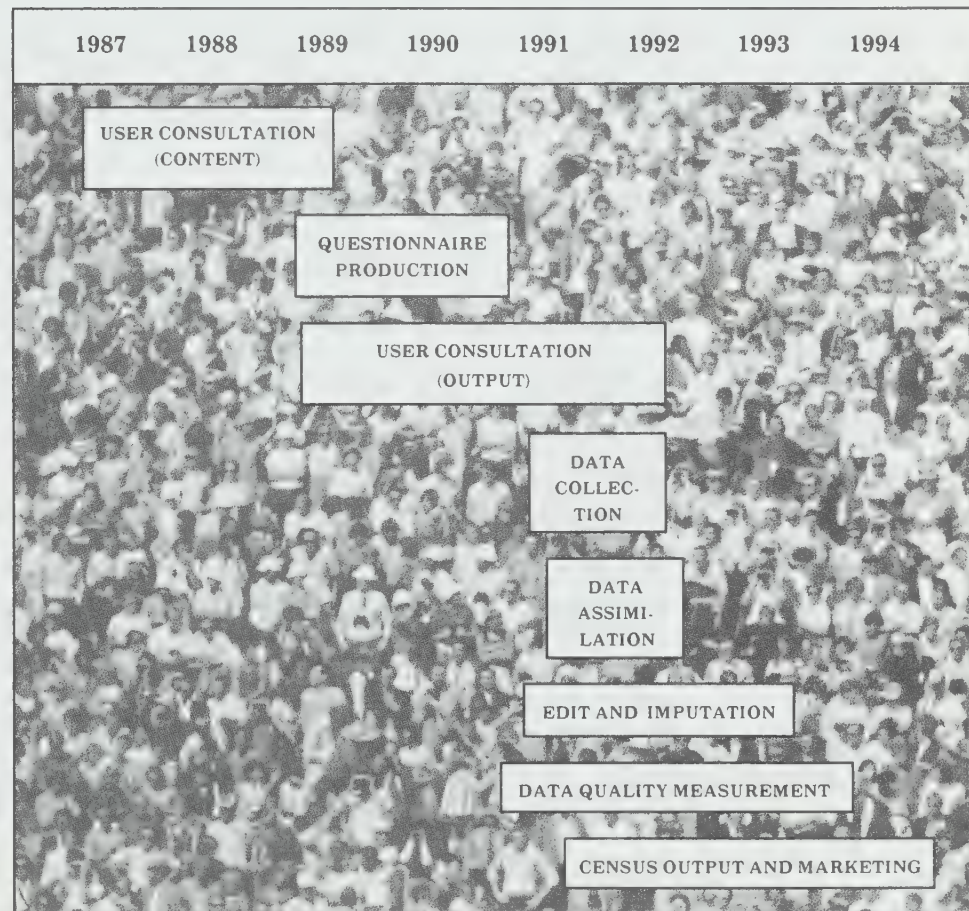 1987 1988 1989 1990 1991 1992 1993 1994
USER CONSULTATION
(CONTENT)
QUESTIONNAIRE
PRODUCTION
USER CONSULTATION
(OUTPUT)
DATA
COLLEC-
TION
DATA
ASSIMI-
LATION
EDIT AND IMPUTATION
DATA QUALITY MEASUREMENT
CENSUS OUTPUT AND MARKETING